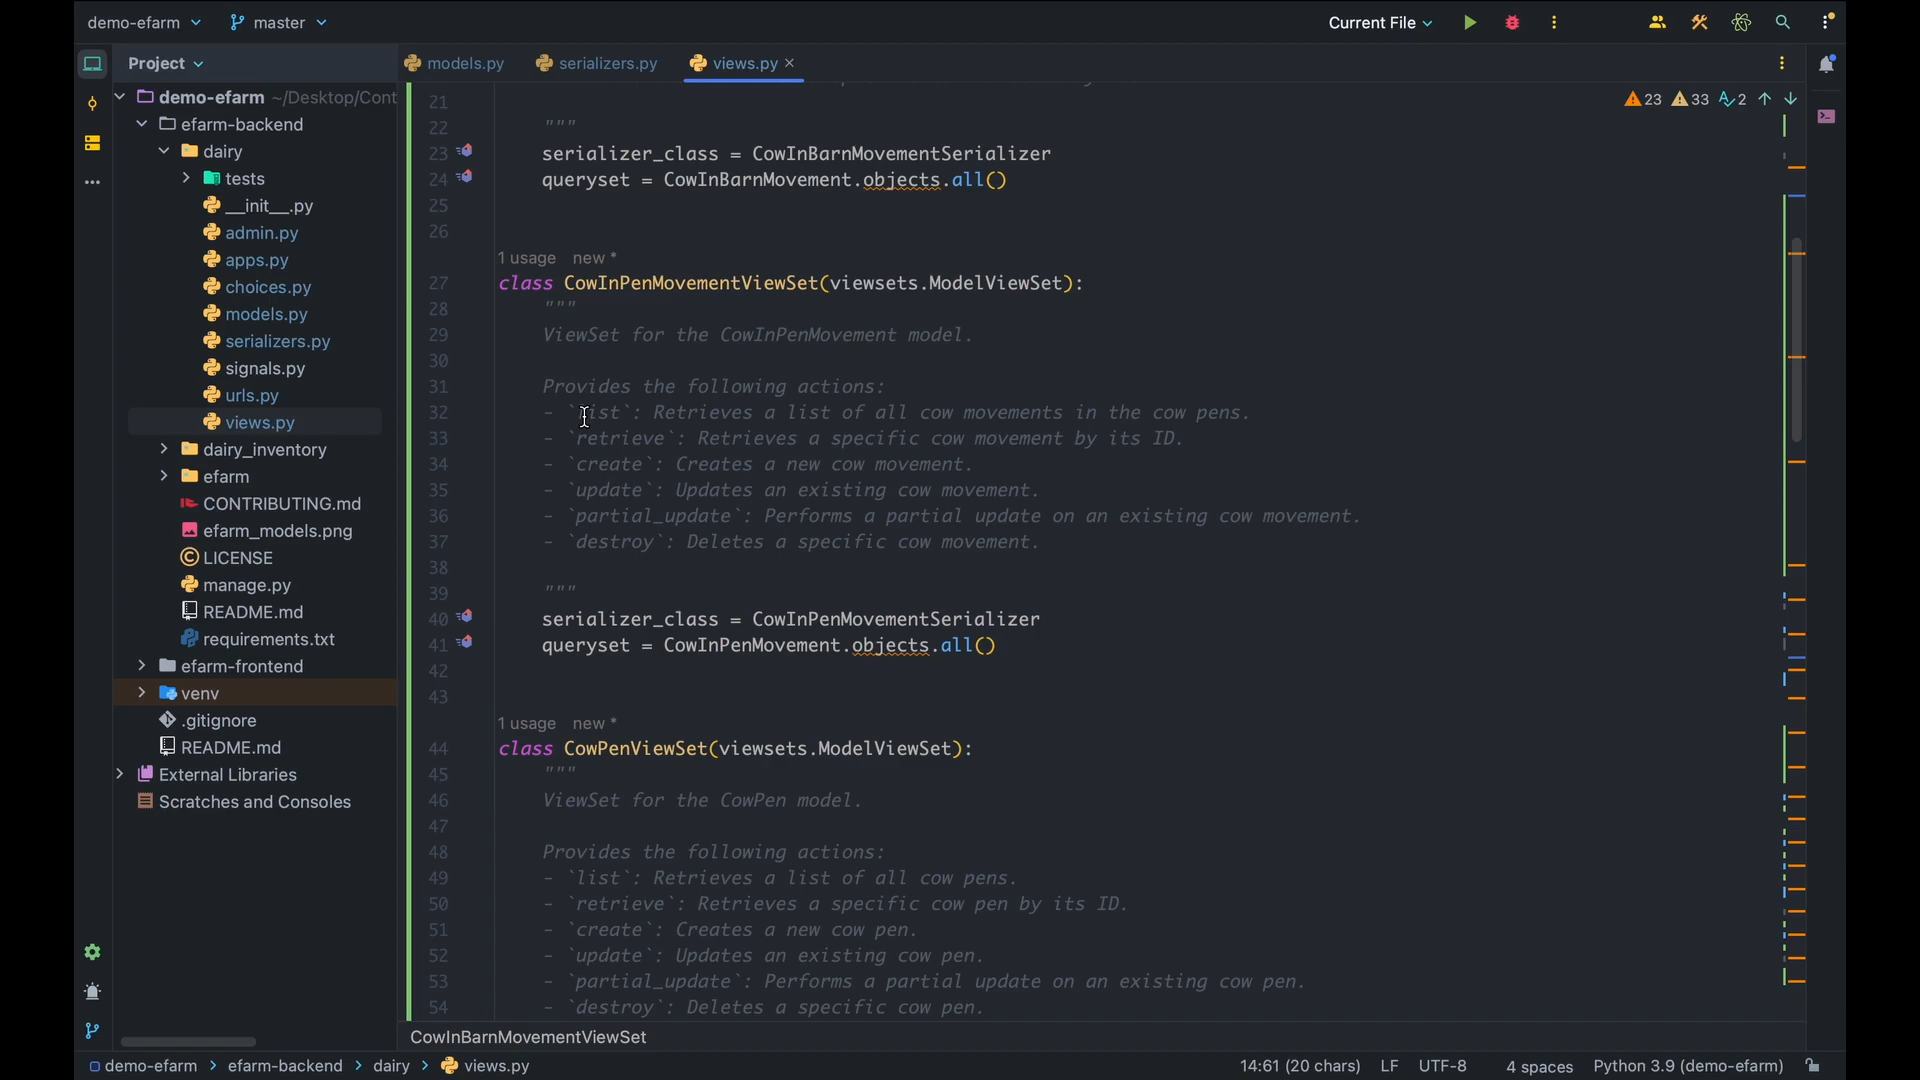 demo-efarm
master
Current File
Project
models.py
serializers.py
views.py
demo-efarm ~/Desktop/Cont
efarm-backend
dairy
tests
__init__.py
admin.py
apps.py
choices.py
models.py
serializers.py
signals.py
urls.py
views.py
dairy_inventory
efarm
CONTRIBUTING.md
efarm_models.png
LICENSE
manage.py
README.md
requirements.txt
efarm-frontend
venv
.gitignore
README.md
External Libraries
Scratches and Consoles
23 33 2
21
22 """
23 serializer_class = CowInBarnMovementSerializer
24 queryset = CowInBarnMovement.objects.all()
25
26
1 usage new *
27 class CowInPenMovementViewSet(viewsets.ModelViewSet):
28 """
29 ViewSet for the CowInPenMovement model.
30
31 Provides the following actions:
32 - `list`: Retrieves a list of all cow movements in the cow pens.
33 - `retrieve`: Retrieves a specific cow movement by its ID.
34 - `create`: Creates a new cow movement.
35 - `update`: Updates an existing cow movement.
36 - `partial_update`: Performs a partial update on an existing cow movement.
37 - `destroy`: Deletes a specific cow movement.
38
39 """
40 serializer_class = CowInPenMovementSerializer
41 queryset = CowInPenMovement.objects.all()
42
43
1 usage new *
44 class CowPenViewSet(viewsets.ModelViewSet):
45 """
46 ViewSet for the CowPen model.
47
48 Provides the following actions:
49 - `list`: Retrieves a list of all cow pens.
50 - `retrieve`: Retrieves a specific cow pen by its ID.
51 - `create`: Creates a new cow pen.
52 - `update`: Updates an existing cow pen.
53 - `partial_update`: Performs a partial update on an existing cow pen.
54 - `destroy`: Deletes a specific cow pen.
CowInBarnMovementViewSet
demo-efarm > efarm-backend > dairy > views.py
14:61 (20 chars) LF UTF-8 4 spaces Python 3.9 (demo-efarm)